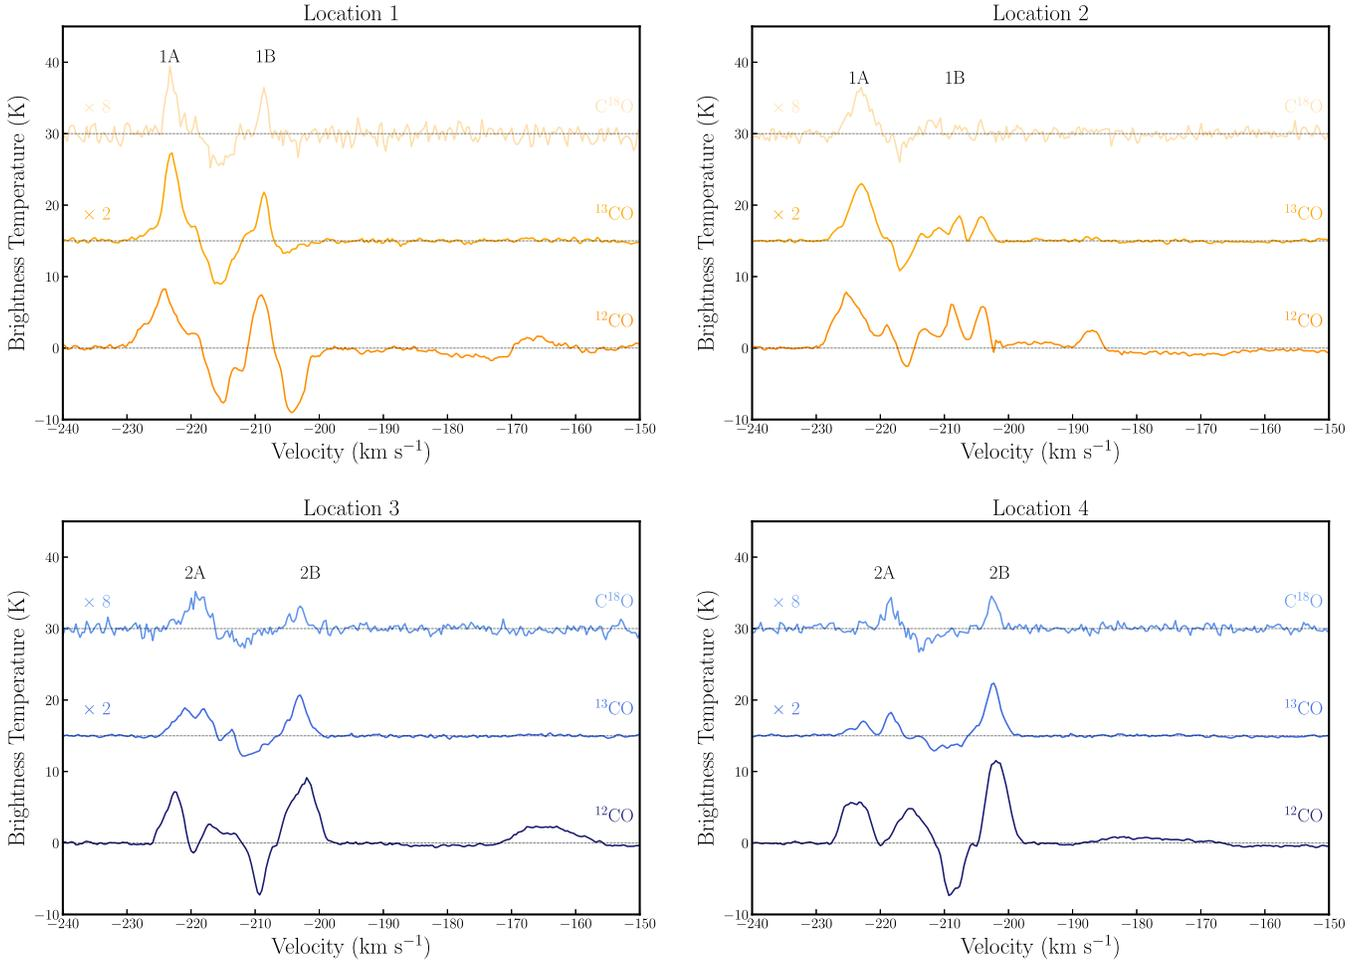 Location 1
Brightness Temperature (K)
40
30
20
10
0
−10
1A
1B
× 8
C¹⁸O
× 2
¹³CO
¹²CO
−240
−230
−220
−210
−200
−190
−180
−170
−160
−150
Velocity (km s⁻¹)
Location 2
Brightness Temperature (K)
40
30
20
10
0
−10
1A
1B
× 8
C¹⁸O
× 2
¹³CO
¹²CO
−240
−230
−220
−210
−200
−190
−180
−170
−160
−150
Velocity (km s⁻¹)
Location 3
Brightness Temperature (K)
40
30
20
10
0
−10
2A
2B
× 8
C¹⁸O
× 2
¹³CO
¹²CO
−240
−230
−220
−210
−200
−190
−180
−170
−160
−150
Velocity (km s⁻¹)
Location 4
Brightness Temperature (K)
40
30
20
10
0
−10
2A
2B
× 8
C¹⁸O
× 2
¹³CO
¹²CO
−240
−230
−220
−210
−200
−190
−180
−170
−160
−150
Velocity (km s⁻¹)